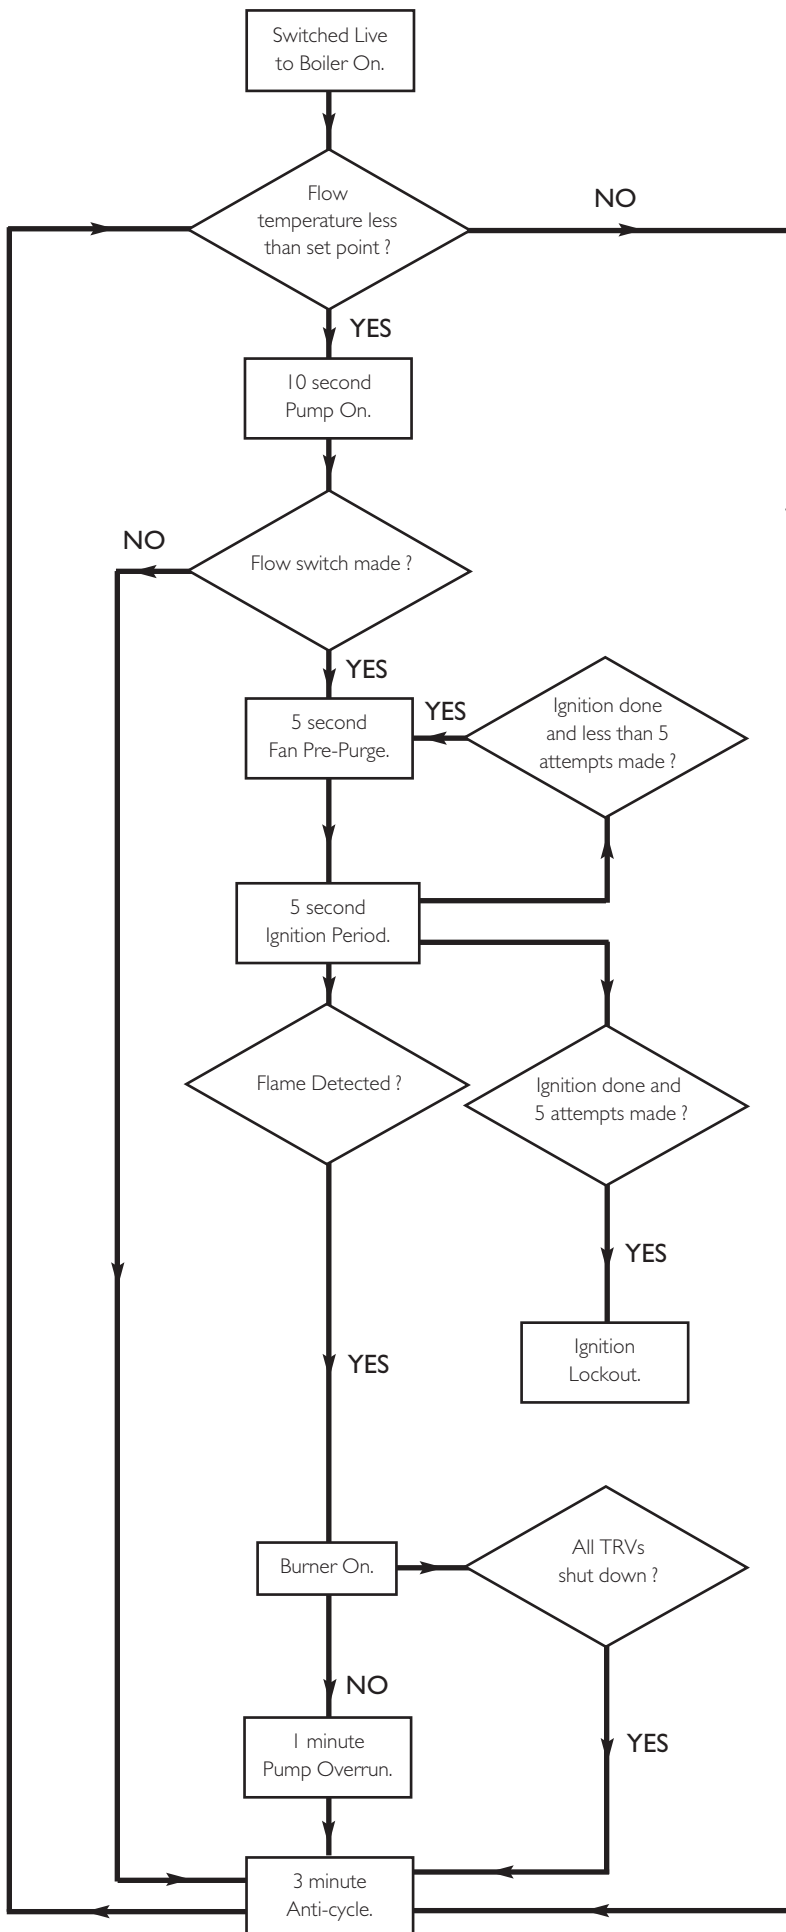 Switched Live
to Boiler On.
Flow
temperature less
than set point ?
NO
YES
10 second
Pump On.
NO
Flow switch made ?
YES
5 second
Fan Pre-Purge.
YES
Ignition done
and less than 5
attempts made ?
5 second
Ignition Period.
Flame Detected ?
Ignition done and
5 attempts made ?
YES
Ignition
Lockout.
YES
Burner On.
All TRVs
shut down ?
NO
YES
1 minute
Pump Overrun.
3 minute
Anti-cycle.